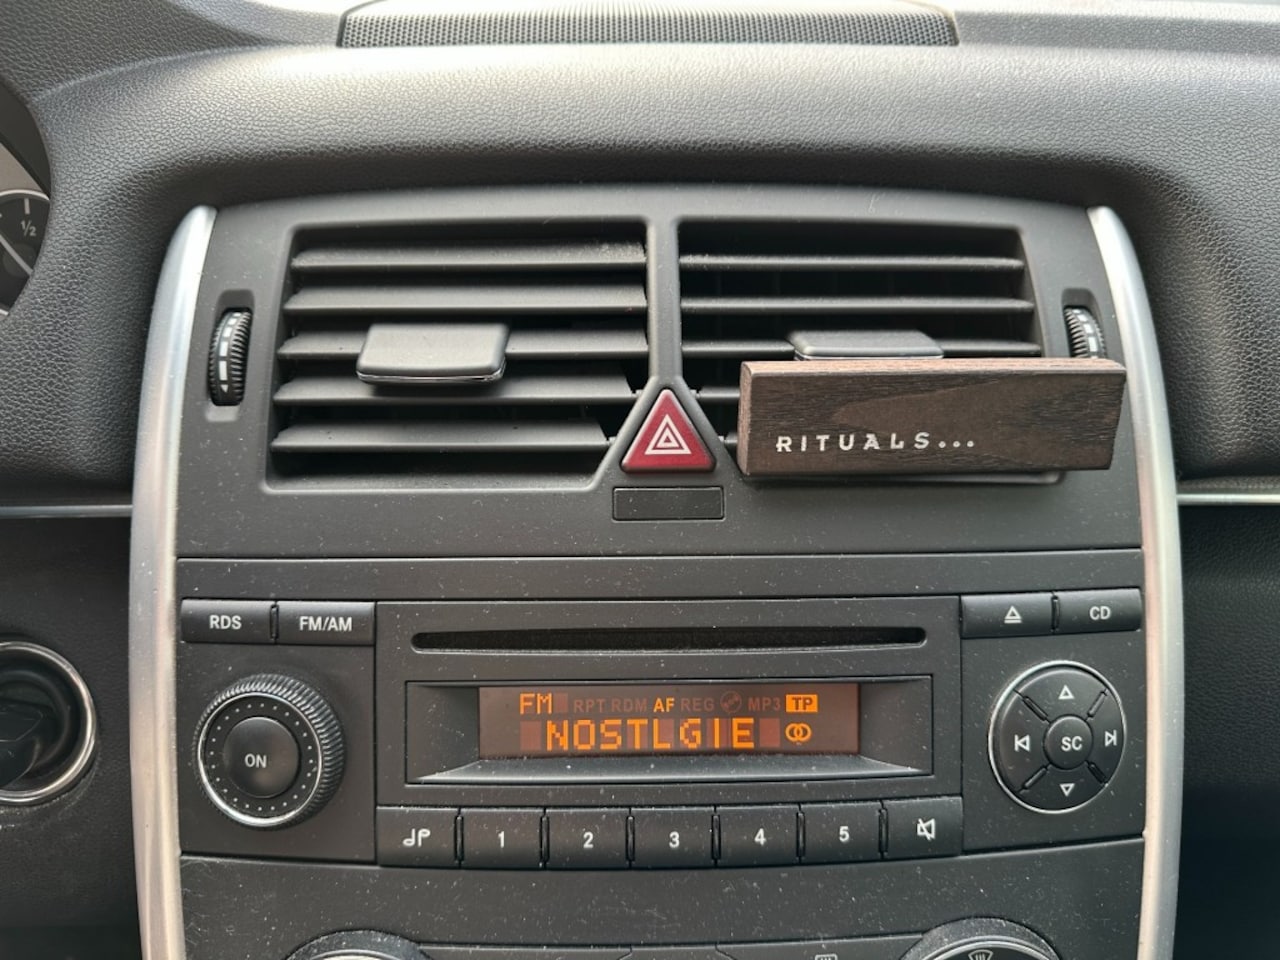 1/2
RITUALS...
RDS
FM/AM
CD
FM RPT RDM AF REG MP3 TP
NOSTLGIE
ON
SC
1 2 3 4 5